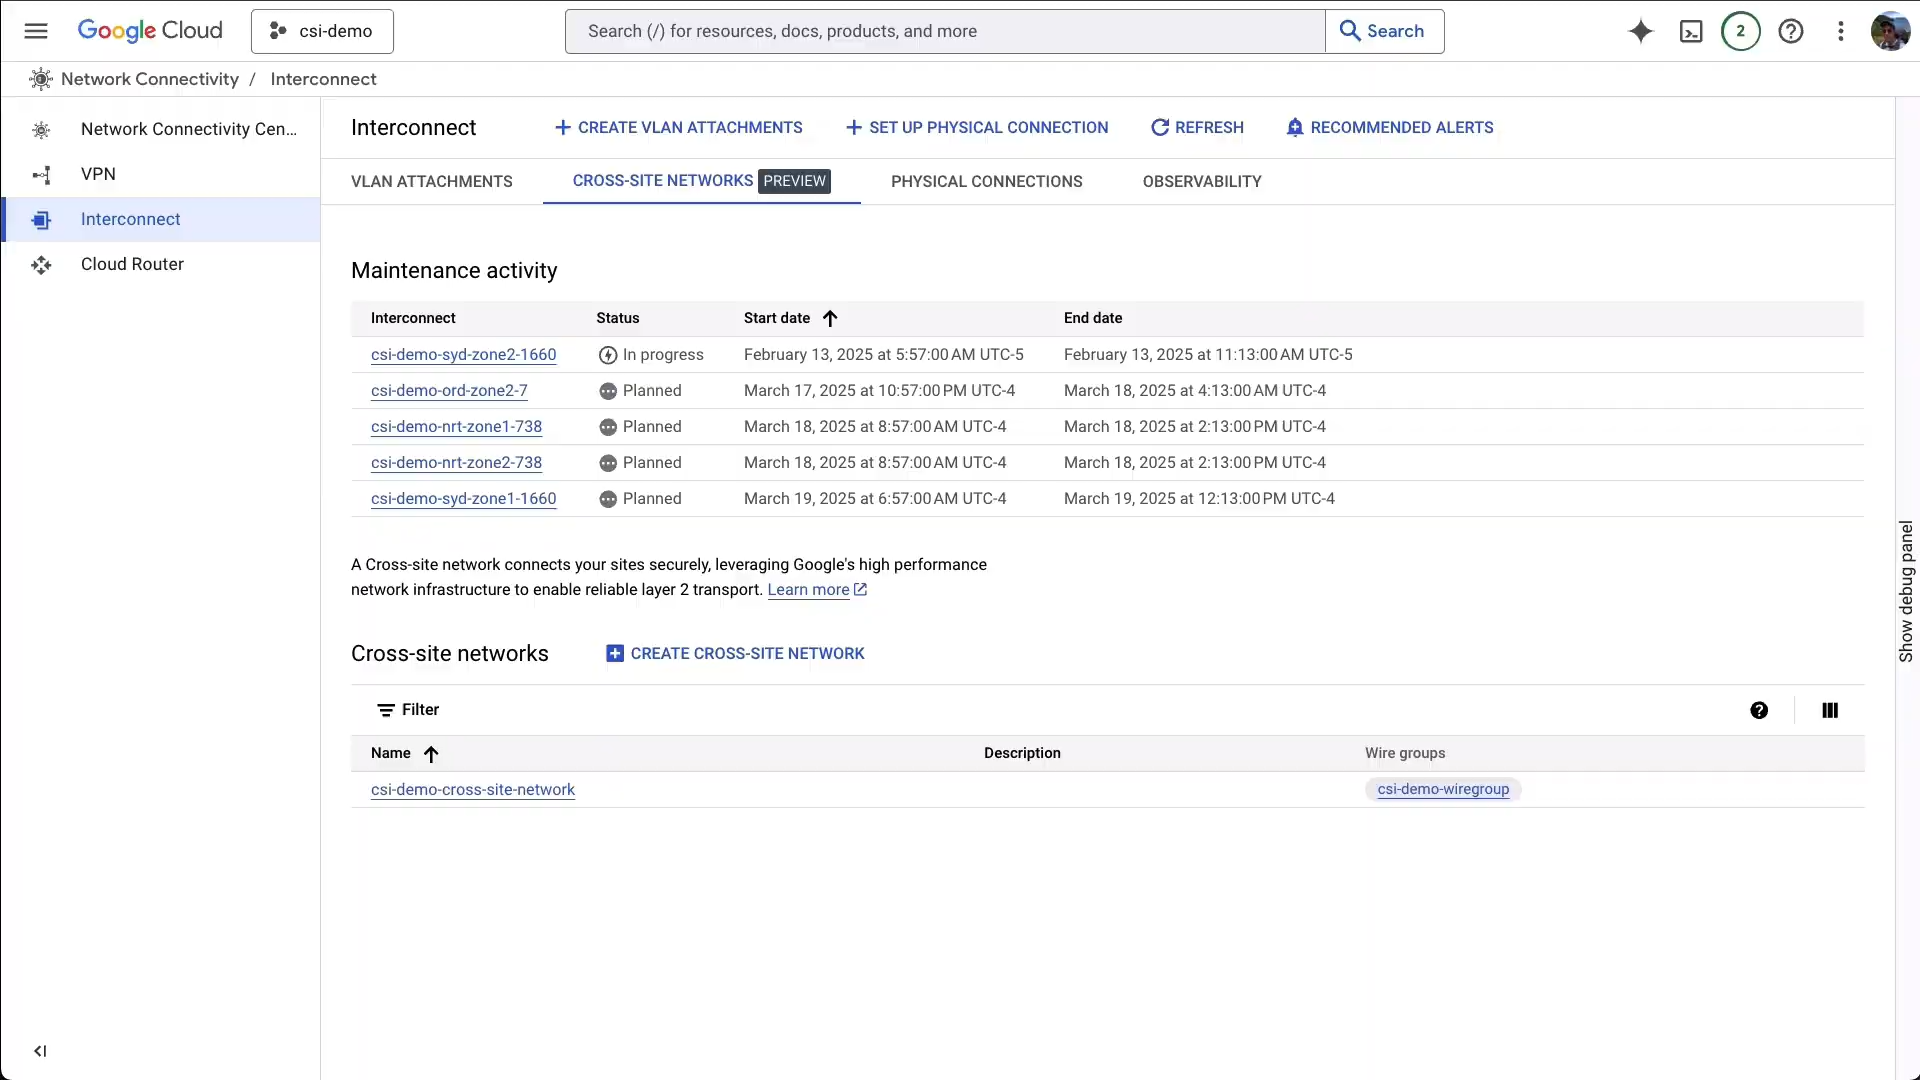 Google Cloud
csi-demo
Search (/) for resources, docs, products, and more
Search
2
Network Connectivity / Interconnect
Network Connectivity Cen...
VPN
Interconnect
Cloud Router
Interconnect
CREATE VLAN ATTACHMENTS
SET UP PHYSICAL CONNECTION
REFRESH
RECOMMENDED ALERTS
VLAN ATTACHMENTS
CROSS-SITE NETWORKS PREVIEW
PHYSICAL CONNECTIONS
OBSERVABILITY
Maintenance activity
Interconnect Status Start date End date
csi-demo-syd-zone2-1660 In progress February 13, 2025 at 5:57:00 AM UTC-5 February 13, 2025 at 11:13:00 AM UTC-5
csi-demo-ord-zone2-7 Planned March 17, 2025 at 10:57:00 PM UTC-4 March 18, 2025 at 4:13:00 AM UTC-4
csi-demo-nrt-zone1-738 Planned March 18, 2025 at 8:57:00 AM UTC-4 March 18, 2025 at 2:13:00 PM UTC-4
csi-demo-nrt-zone2-738 Planned March 18, 2025 at 8:57:00 AM UTC-4 March 18, 2025 at 2:13:00 PM UTC-4
csi-demo-syd-zone1-1660 Planned March 19, 2025 at 6:57:00 AM UTC-4 March 19, 2025 at 12:13:00 PM UTC-4
A Cross-site network connects your sites securely, leveraging Google's high performance
network infrastructure to enable reliable layer 2 transport. Learn more
Cross-site networks
CREATE CROSS-SITE NETWORK
Filter
Name Description Wire groups
csi-demo-cross-site-network csi-demo-wiregroup
Show debug panel